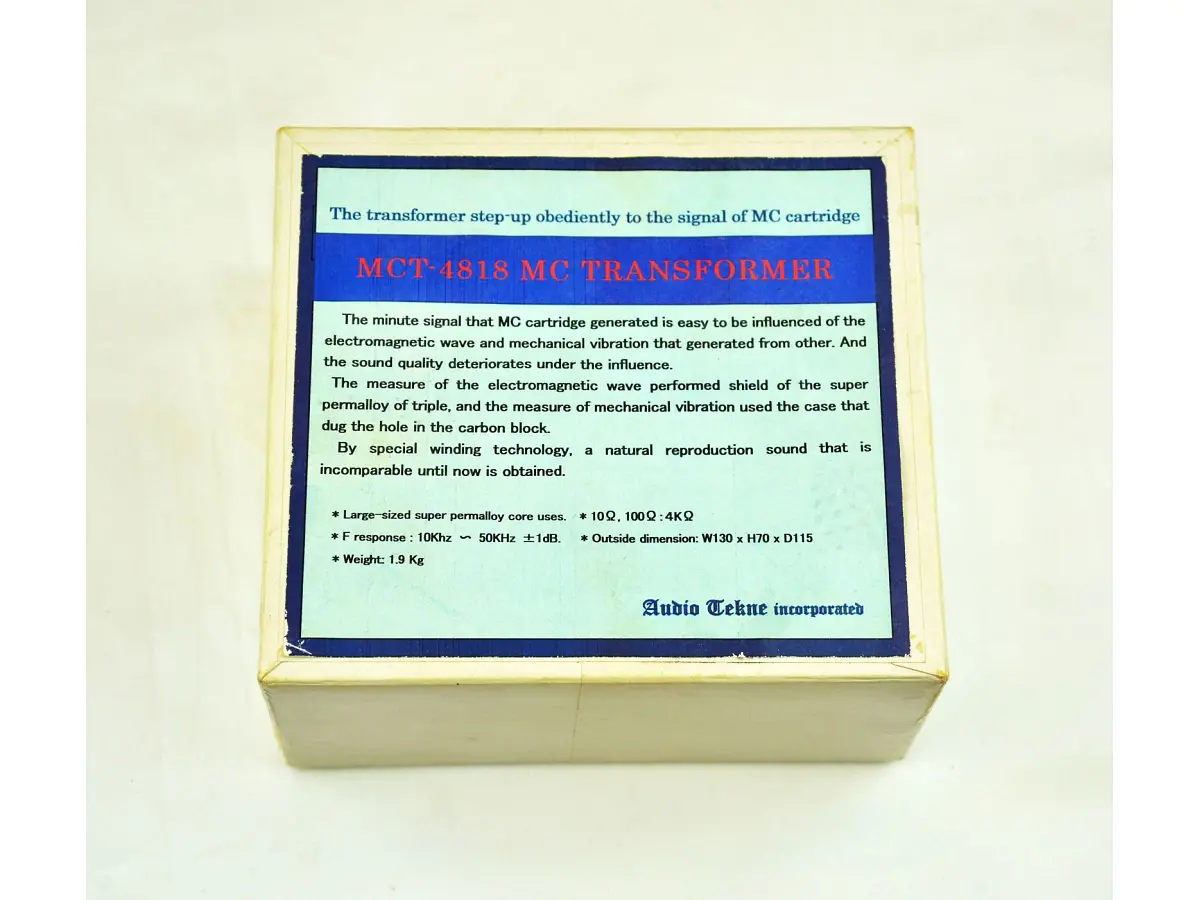 The transformer step-up obediently to the signal of MC cartridge
MCT-4818 MC TRANSFORMER
The minute signal that MC cartridge generated is easy to be influenced of the
electromagnetic wave and mechanical vibration that generated from other. And
the sound quality deteriorates under the influence.
The measure of the electromagnetic wave performed shield of the super
permalloy of triple, and the measure of mechanical vibration used the case that
dug the hole in the carbon block.
By special winding technology, a natural reproduction sound that is
incomparable until now is obtained.
* Large-sized super permalloy core uses. * 10Ω, 100Ω : 4KΩ
* F response : 10Khz ∽ 50KHz ±1dB. * Outside dimension: W130 x H70 x D115
* Weight: 1.9 Kg
Audio Tekne incorporated